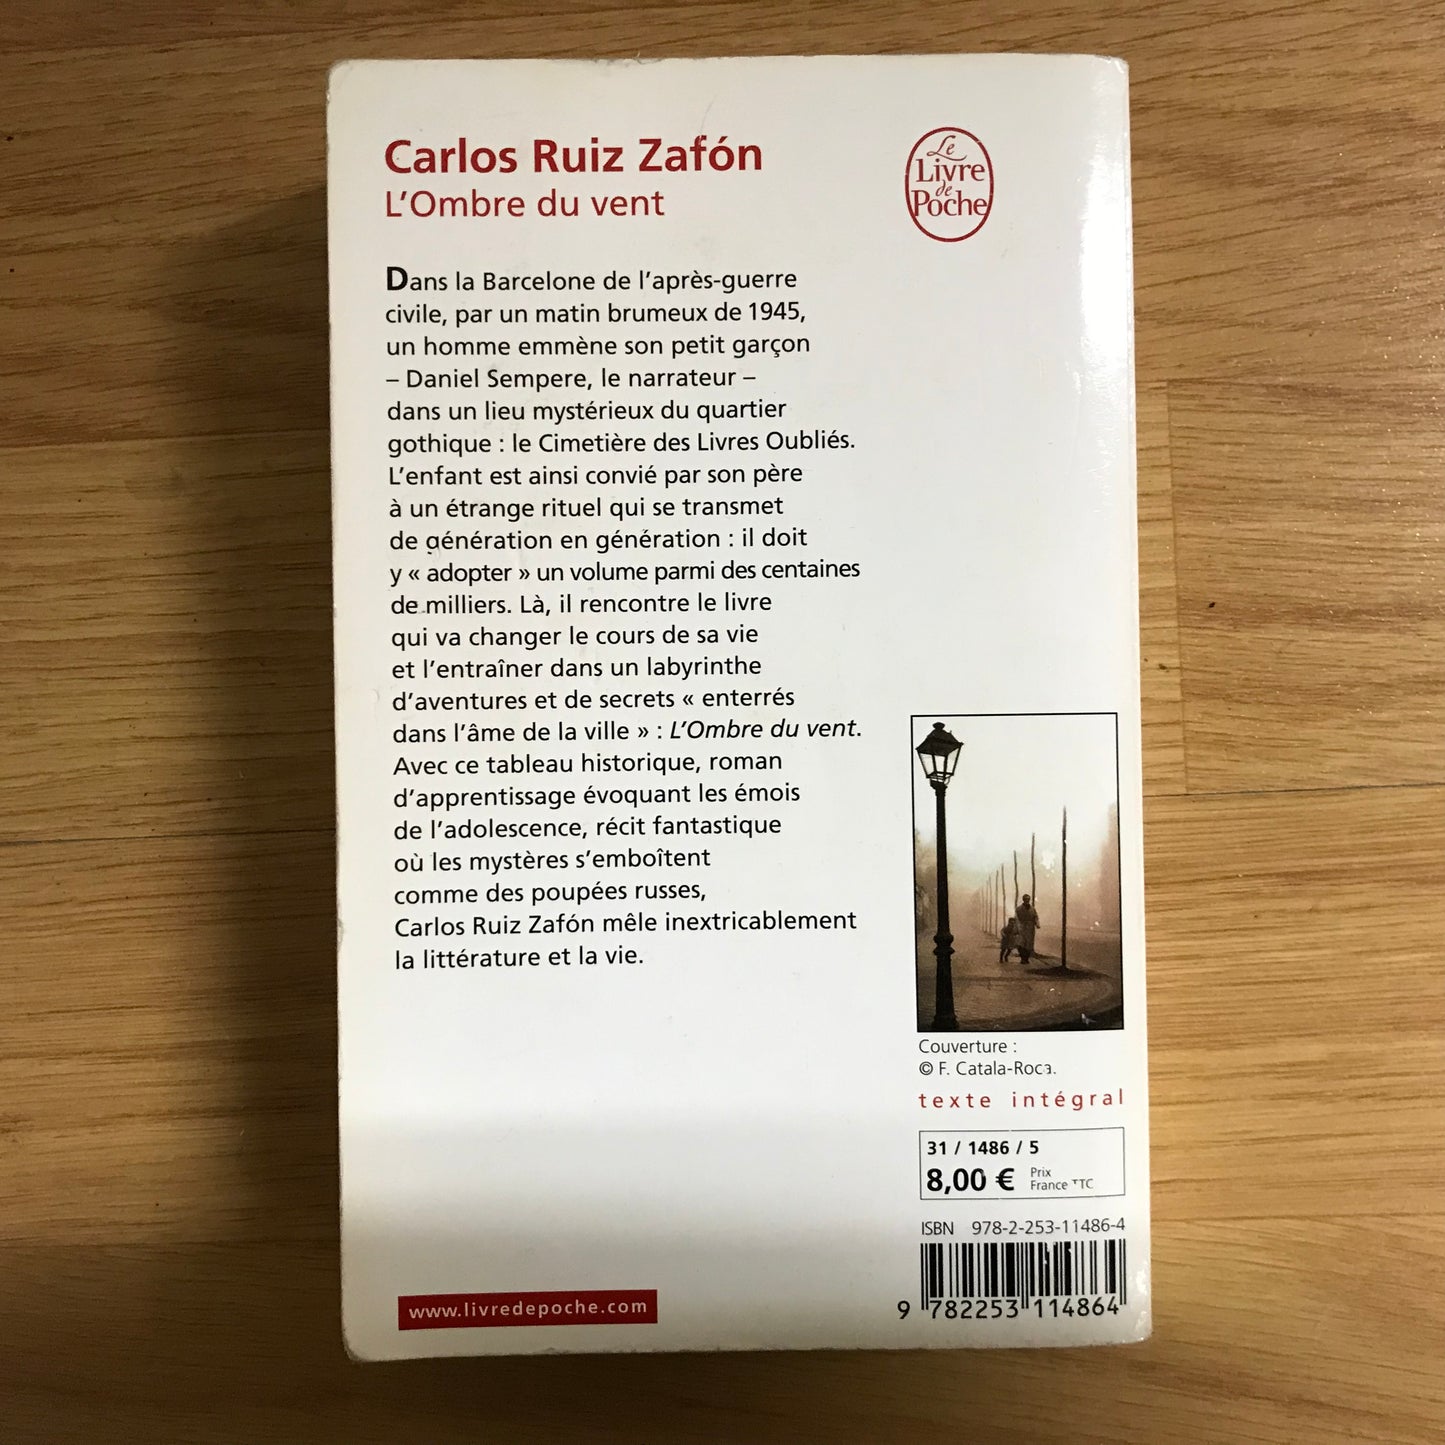 Carlos Ruiz Zafón
L'Ombre du vent
Le
Livre
de
Poche
Dans la Barcelone de l'après-guerre
civile, par un matin brumeux de 1945,
un homme emmène son petit garçon
– Daniel Sempere, le narrateur –
dans un lieu mystérieux du quartier
gothique : le Cimetière des Livres Oubliés.
L'enfant est ainsi convié par son père
à un étrange rituel qui se transmet
de génération en génération : il doit
y « adopter » un volume parmi des centaines
de milliers. Là, il rencontre le livre
qui va changer le cours de sa vie
et l'entraîner dans un labyrinthe
d'aventures et de secrets « enterrés
dans l'âme de la ville » : L'Ombre du vent.
Avec ce tableau historique, roman
d'apprentissage évoquant les émois
de l'adolescence, récit fantastique
où les mystères s'emboîtent
comme des poupées russes,
Carlos Ruiz Zafón mêle inextricablement
la littérature et la vie.
Couverture :
© F. Catala-Roca.
texte intégral
31 / 1486 / 5
8,00 € Prix
France TTC
ISBN 978-2-253-11486-4
9 782253 114864
www.livredepoche.com